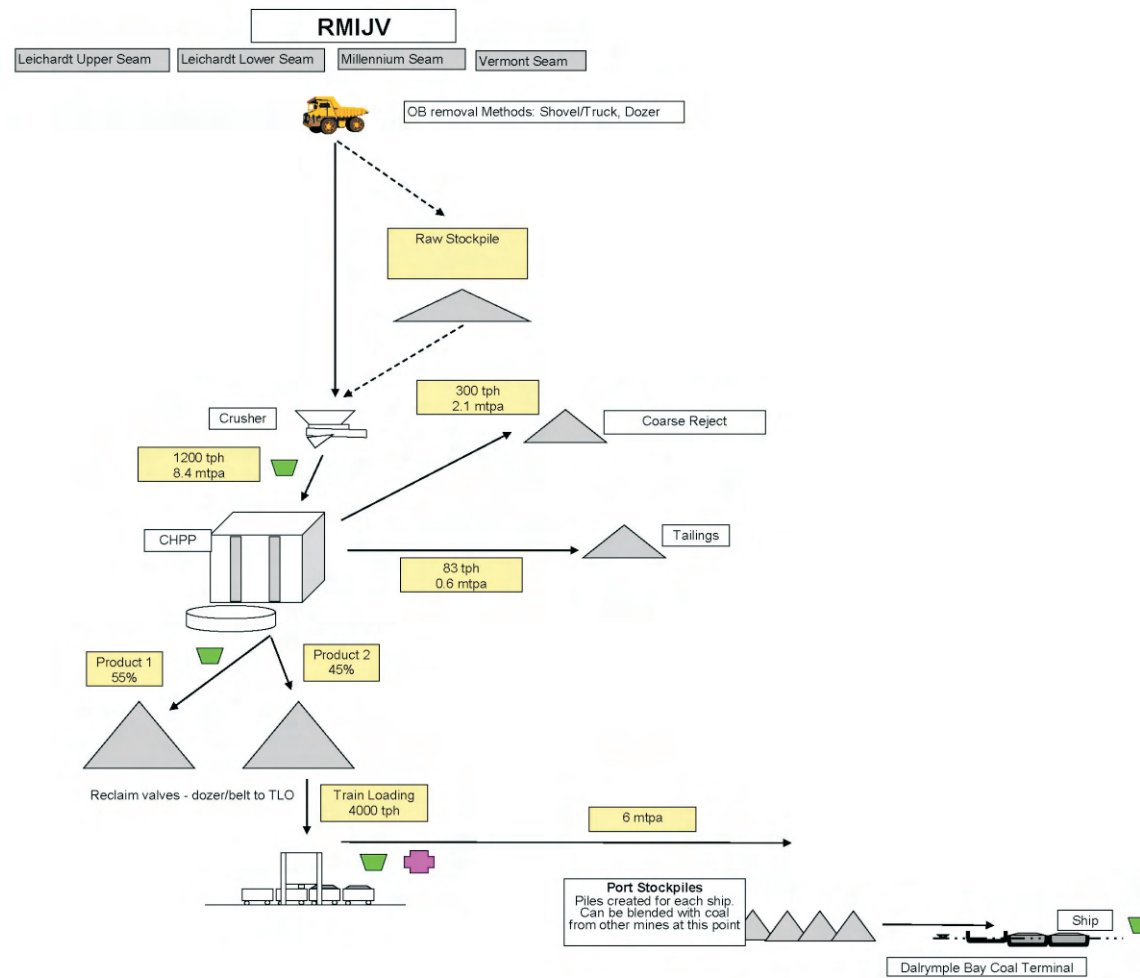 RMIJV
Leichardt Upper Seam
Leichardt Lower Seam
Millennium Seam
Vermont Seam
OB removal Methods: Shovel/Truck, Dozer
Raw Stockpile
300 tph
2.1 mtpa
Crusher
Coarse Reject
1200 tph
8.4 mtpa
CHPP
Tailings
83 tph
0.6 mtpa
Product 1
55%
Product 2
45%
Reclaim valves - dozer/belt to TLO
Train Loading
4000 tph
6 mtpa
Port Stockpiles
Piles created for each ship.
Can be blended with coal
from other mines at this point
Ship
Dalrymple Bay Coal Terminal